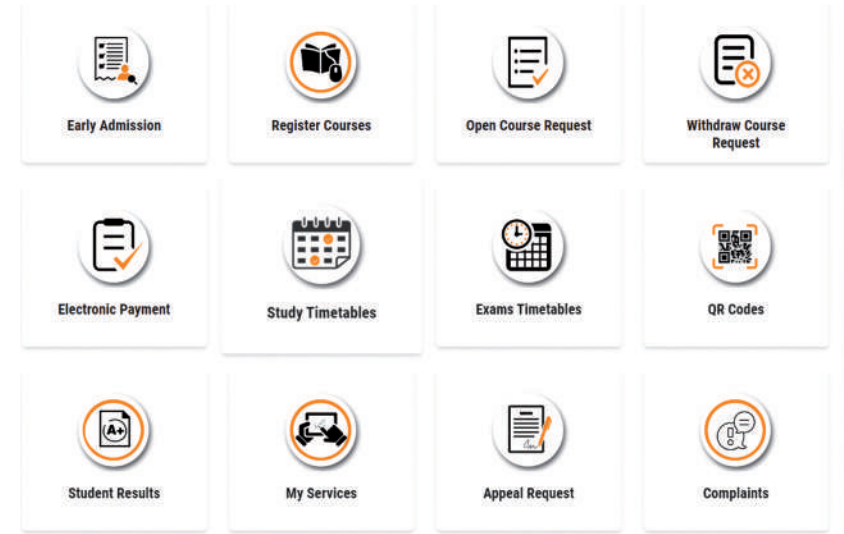 Early Admission
Register Courses
Open Course Request
Withdraw Course
Request
Electronic Payment
Study Timetables
Exams Timetables
QR Codes
A+
Student Results
My Services
Appeal Request
Complaints